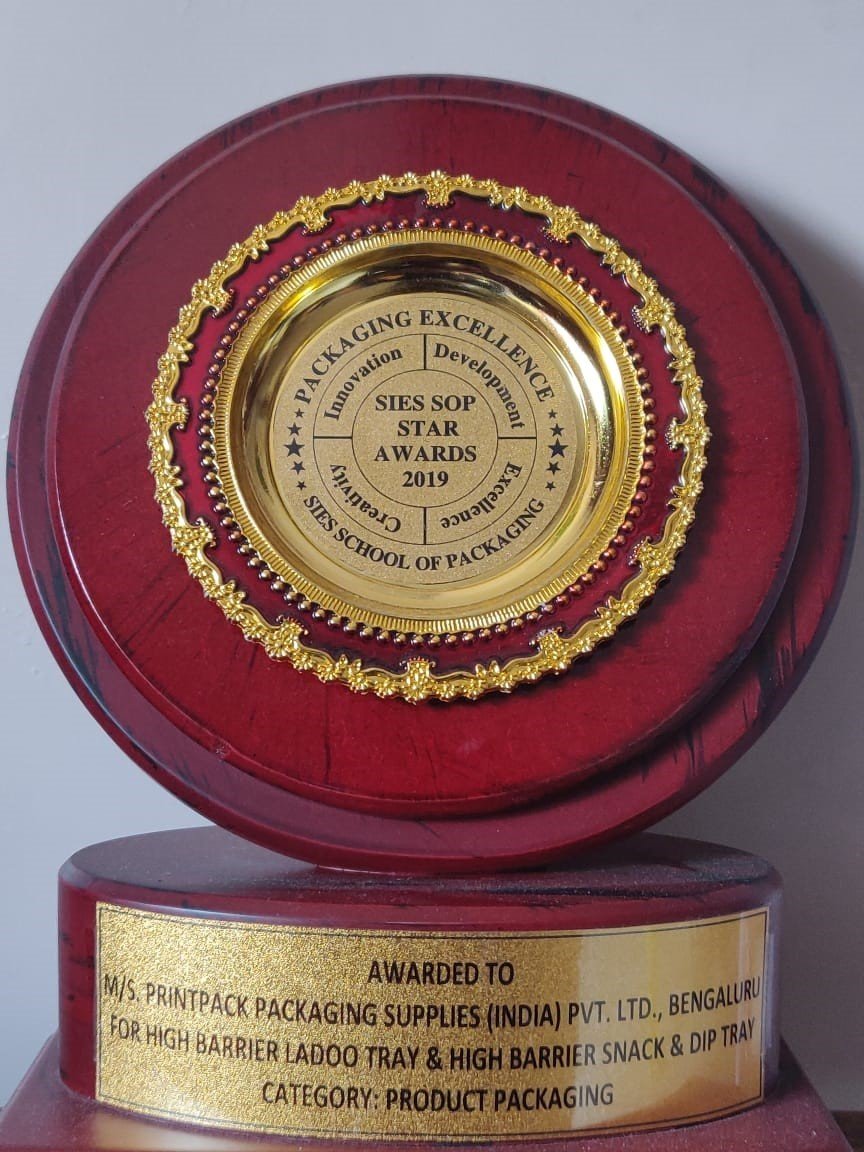 PACKAGING EXCELLENCE
Innovation
Development
SIES SOP
STAR
AWARDS
2019
Creativity
Excellence
SIES SCHOOL OF PACKAGING
AWARDED TO
M/S. PRINTPACK PACKAGING SUPPLIES (INDIA) PVT. LTD., BENGALURU
FOR HIGH BARRIER LADOO TRAY & HIGH BARRIER SNACK & DIP TRAY
CATEGORY: PRODUCT PACKAGING